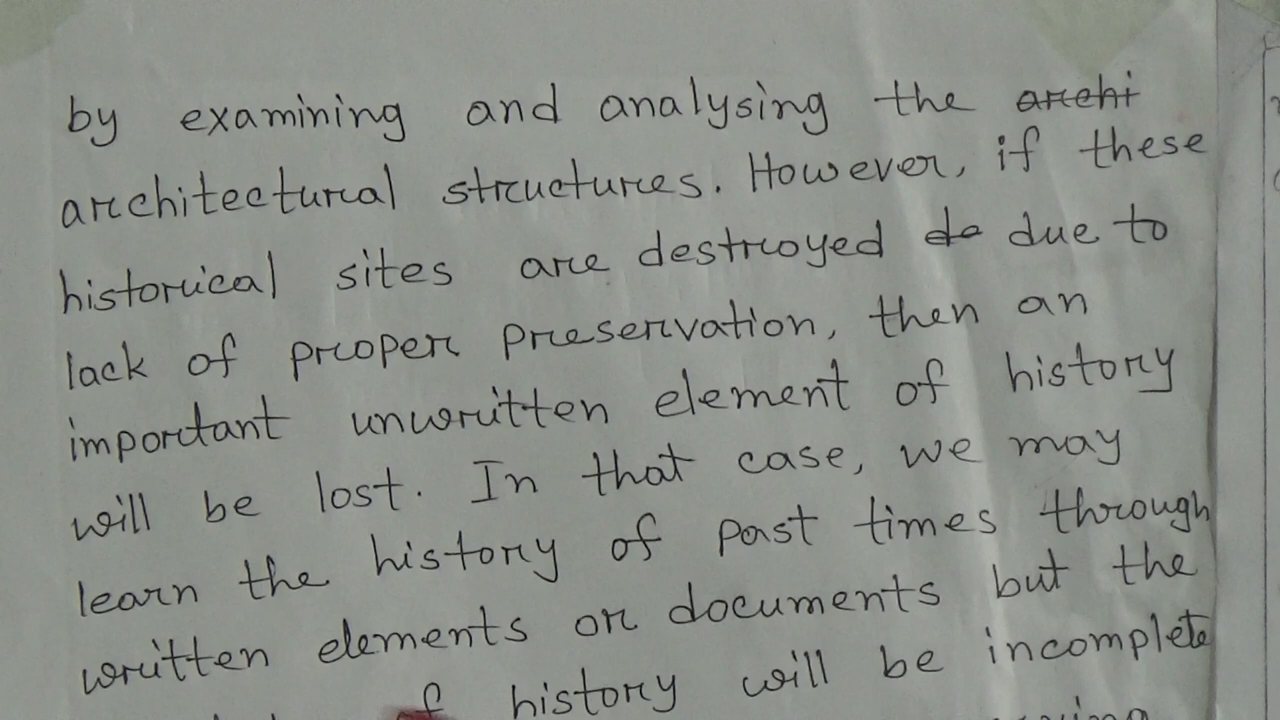 by examining and analysing the archi
architectural structures. However, if these
historical sites are destroyed do due to
lack of proper preservation, then an
important unwritten element of history
will be lost. In that case, we may
learn the history of past times through
written elements or documents but the
history will be incomplete